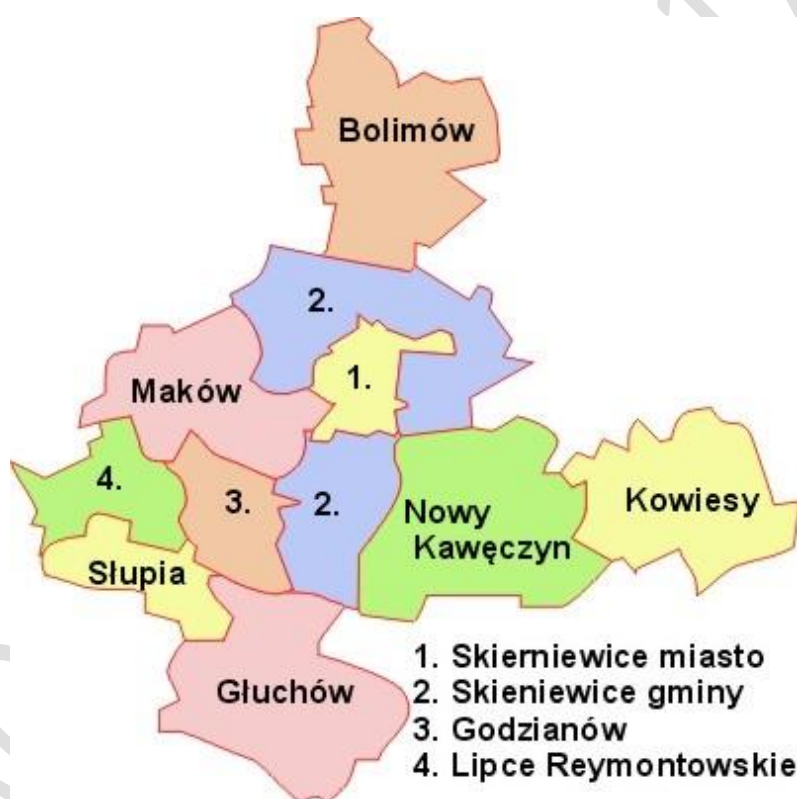 Bolimów
2.
1.
Maków
4.
3.
2.
Kowiesy
Nowy
Kawęczyn
Słupia
Głuchów
1. Skierniewice miasto
2. Skieniewice gminy
3. Godzianów
4. Lipce Reymontowskie